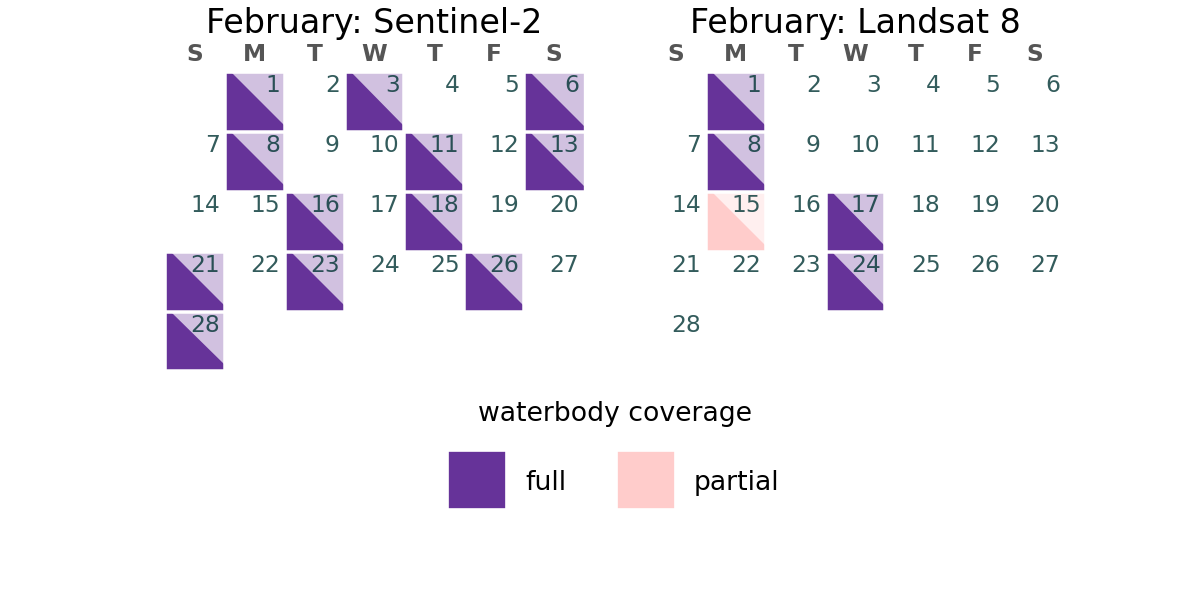 February: Sentinel-2
S M T W T F S
1 2 3 4 5 6
7 8 9 10 11 12 13
14 15 16 17 18 19 20
21 22 23 24 25 26 27
28
February: Landsat 8
S M T W T F S
1 2 3 4 5 6
7 8 9 10 11 12 13
14 15 16 17 18 19 20
21 22 23 24 25 26 27
28
waterbody coverage
full
partial